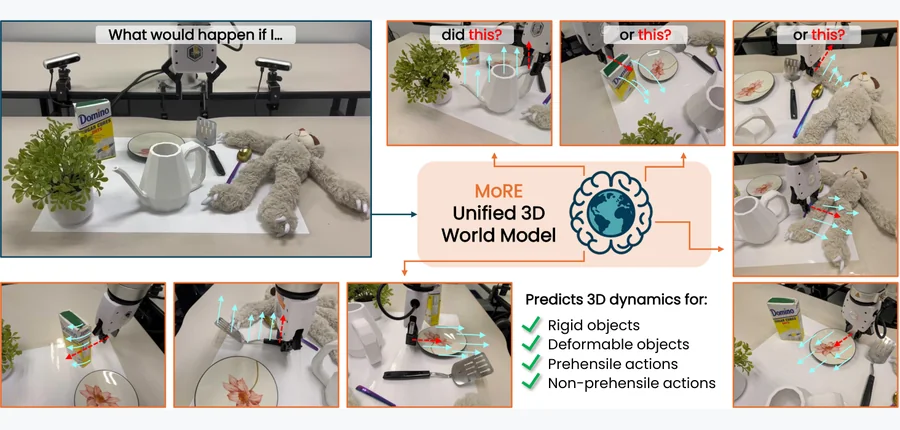 What would happen if I...
did this?
or this?
or this?
Domino
MoRE
Unified 3D
World Model
Domino
Predicts 3D dynamics for:
Rigid objects
Deformable objects
Prehensile actions
Non-prehensile actions